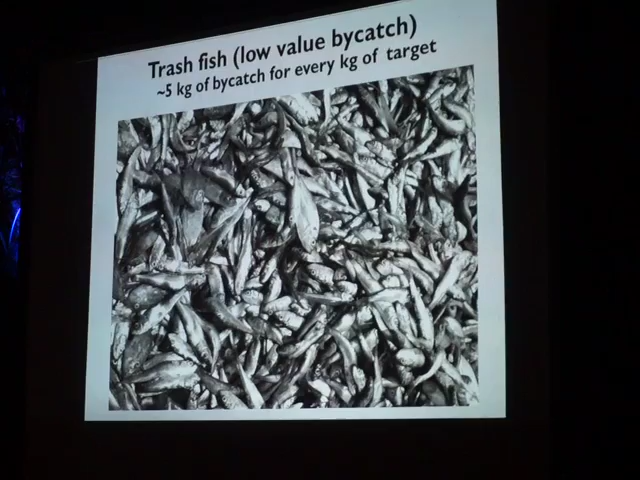 Trash fish (low value bycatch)
~5 kg of bycatch for every kg of target